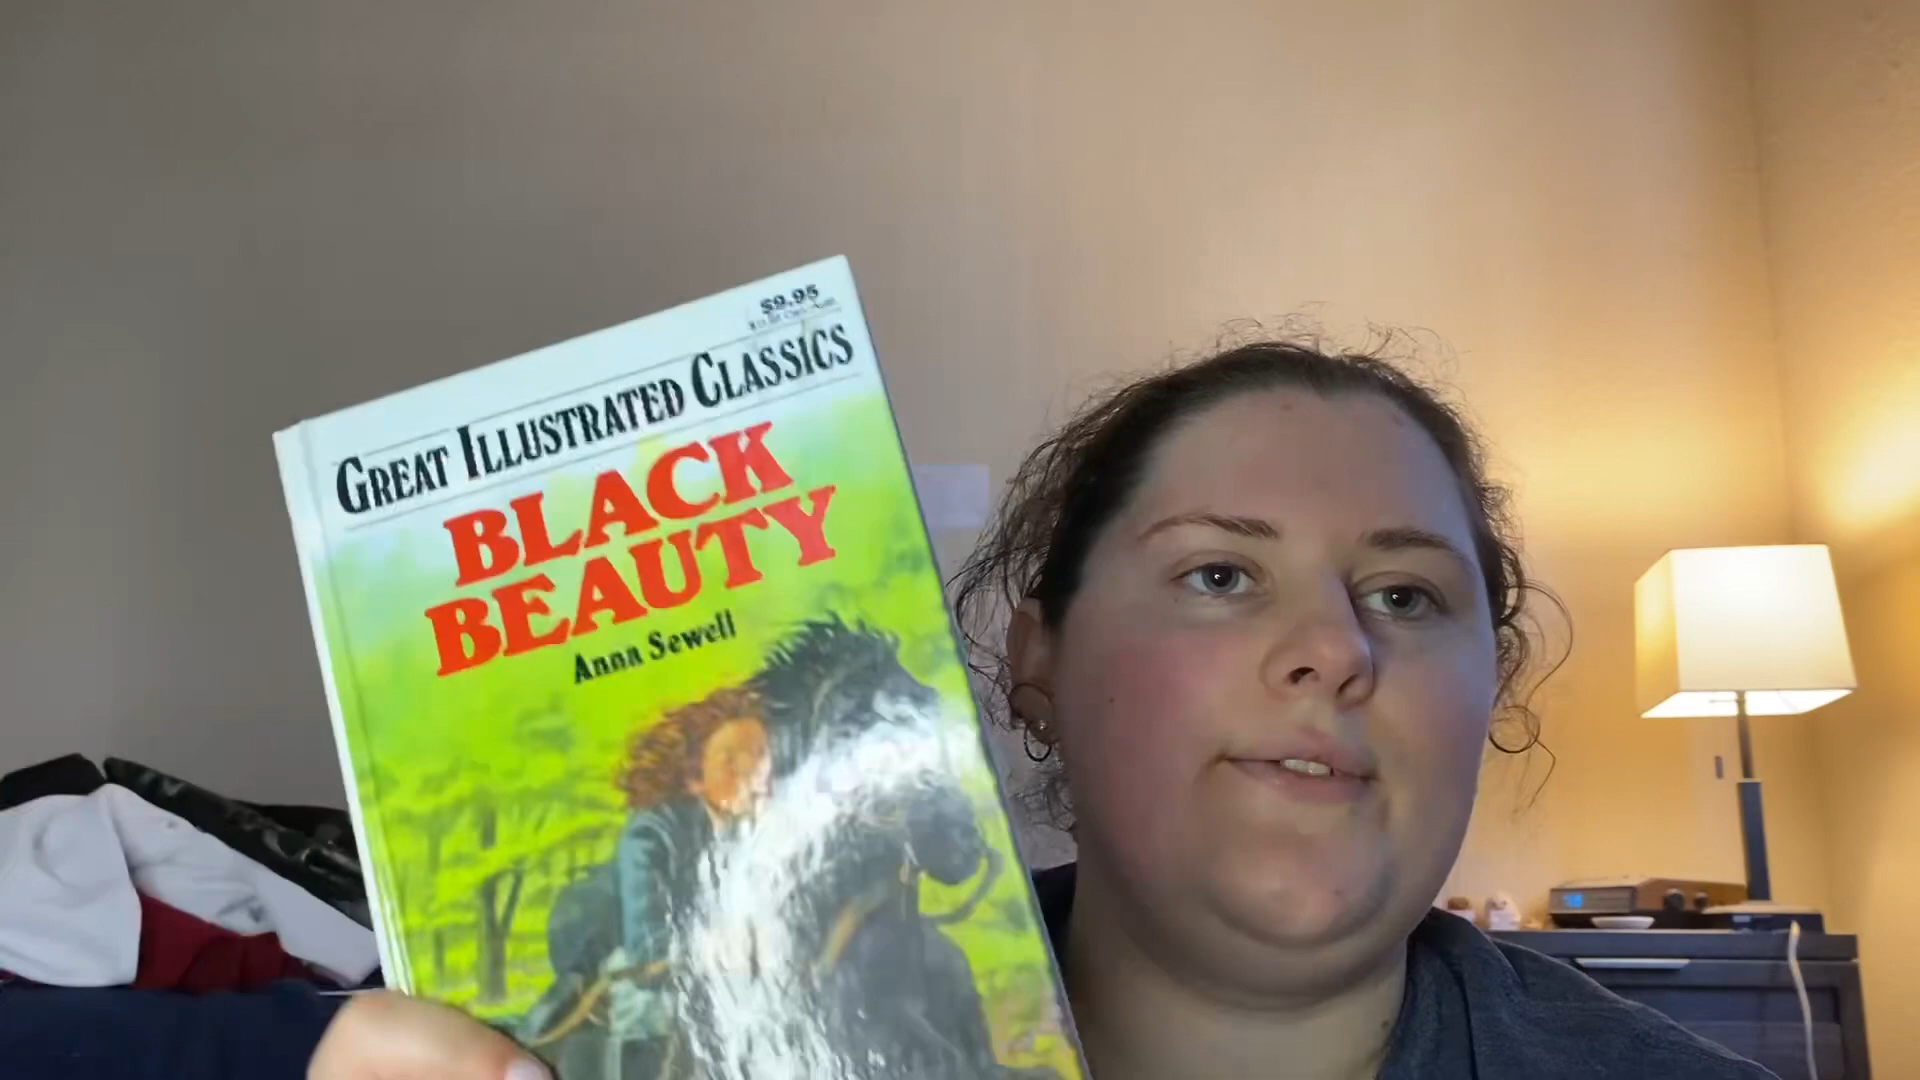 $9.95
GREAT ILLUSTRATED CLASSICS
BLACK
BEAUTY
Anna Sewell